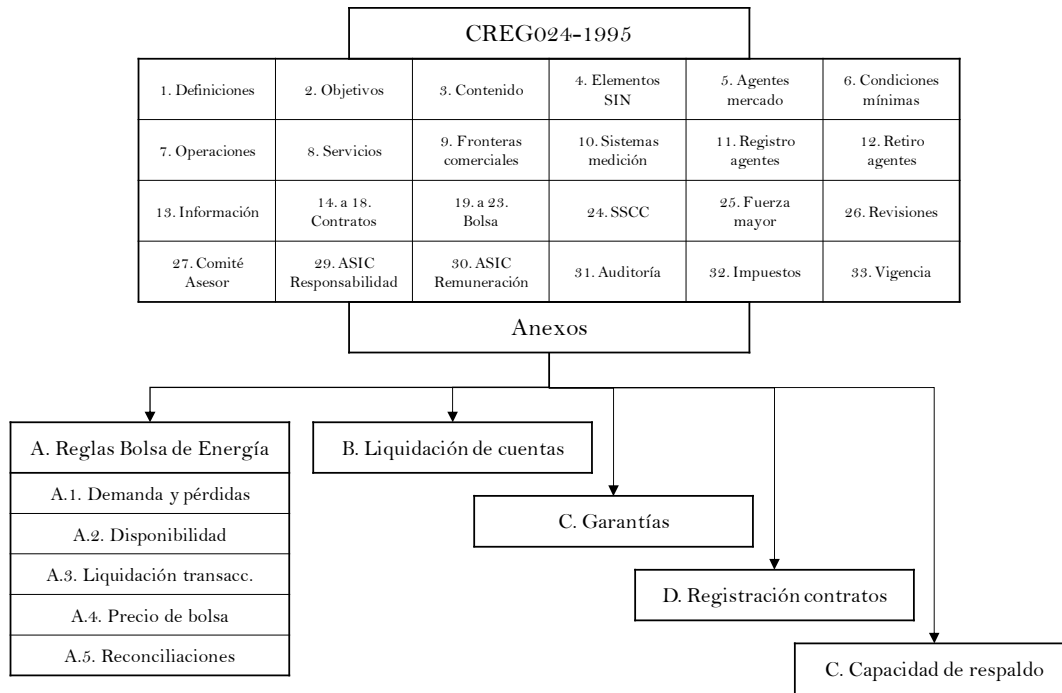 CREG024-1995
1. Definiciones
2. Objetivos
3. Contenido
4. Elementos
SIN
5. Agentes
mercado
6. Condiciones
mínimas
7. Operaciones
8. Servicios
9. Fronteras
comerciales
10. Sistemas
medición
11. Registro
agentes
12. Retiro
agentes
13. Información
14. a 18.
Contratos
19. a 23.
Bolsa
24. SSCC
25. Fuerza
mayor
26. Revisiones
27. Comité
Asesor
29. ASIC
Responsabilidad
30. ASIC
Remuneración
31. Auditoría
32. Impuestos
33. Vigencia
Anexos
A. Reglas Bolsa de Energía
A.1. Demanda y pérdidas
A.2. Disponibilidad
A.3. Liquidación transacc.
A.4. Precio de bolsa
A.5. Reconciliaciones
B. Liquidación de cuentas
C. Garantías
D. Registración contratos
C. Capacidad de respaldo